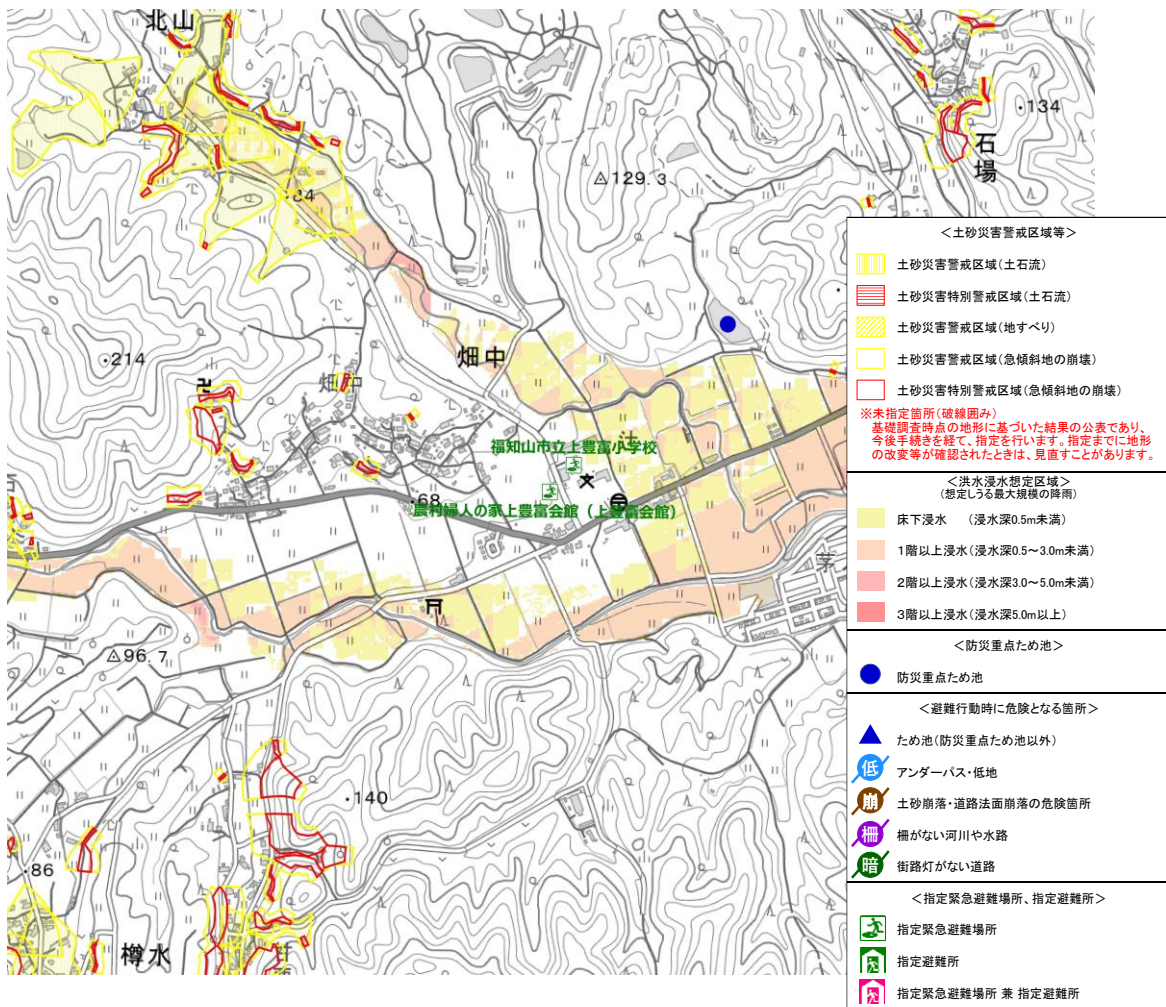 北山
134
石場
129.3
84
214
畑中
畑中
福知山市立上豊富小学校
68
農村婦人の家上豊富会館（上豊富会館）
96.7
140
86
樽水
＜土砂災害警戒区域等＞
土砂災害警戒区域（土石流）
土砂災害特別警戒区域（土石流）
土砂災害警戒区域（地すべり）
土砂災害警戒区域（急傾斜地の崩壊）
土砂災害特別警戒区域（急傾斜地の崩壊）
※未指定箇所（破線囲み）
基礎調査時点の地形に基づいた結果の公表であり、
今後手続きを経て、指定を行います。指定までに地形
の改変等が確認されたときは、見直すことがあります。
＜洪水浸水想定区域＞
（想定しうる最大規模の降雨）
床下浸水　（浸水深0.5m未満）
1階以上浸水（浸水深0.5～3.0m未満）
2階以上浸水（浸水深3.0～5.0m未満）
3階以上浸水（浸水深5.0m以上）
＜防災重点ため池＞
防災重点ため池
＜避難行動時に危険となる箇所＞
ため池（防災重点ため池以外）
低 アンダーパス・低地
崩 土砂崩落・道路法面崩落の危険箇所
柵 柵がない河川や水路
暗 街路灯がない道路
＜指定緊急避難場所、指定避難所＞
指定緊急避難場所
指定避難所
指定緊急避難場所 兼 指定避難所